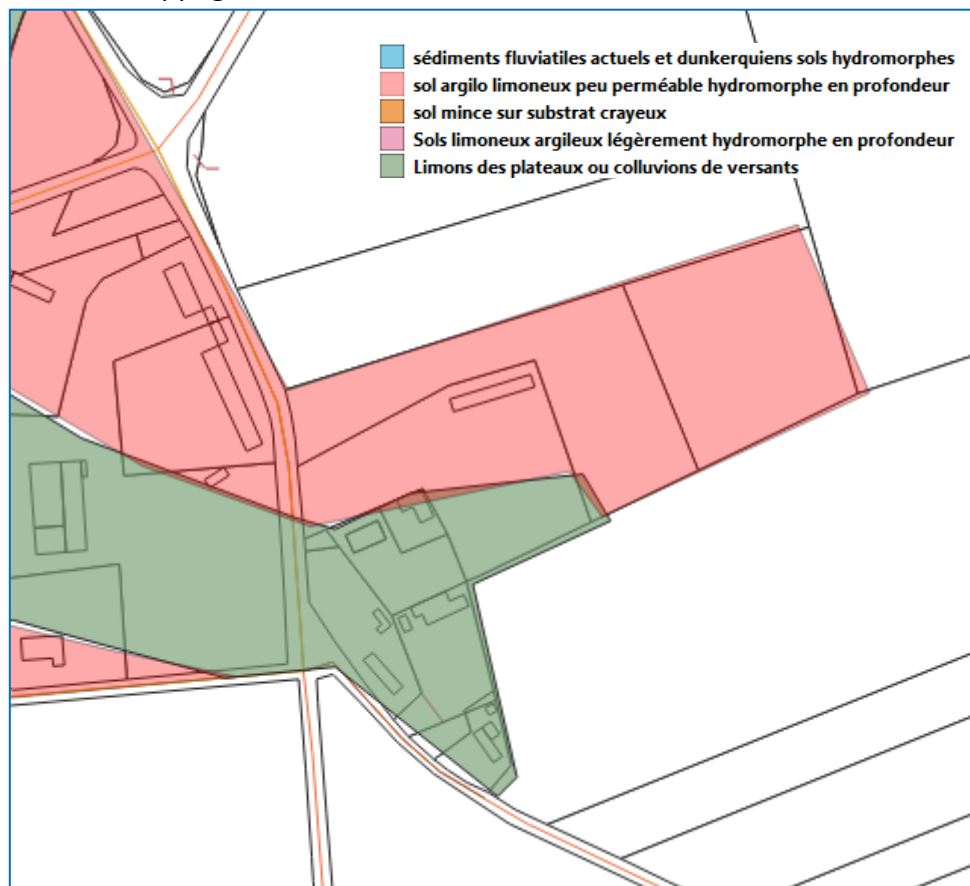 sédiments fluviatiles actuels et dunkerquiens sols hydromorphes
sol argilo limoneux peu perméable hydromorphe en profondeur
sol mince sur substrat crayeux
Sols limoneux argileux légèrement hydromorphe en profondeur
Limons des plateaux ou colluvions de versants